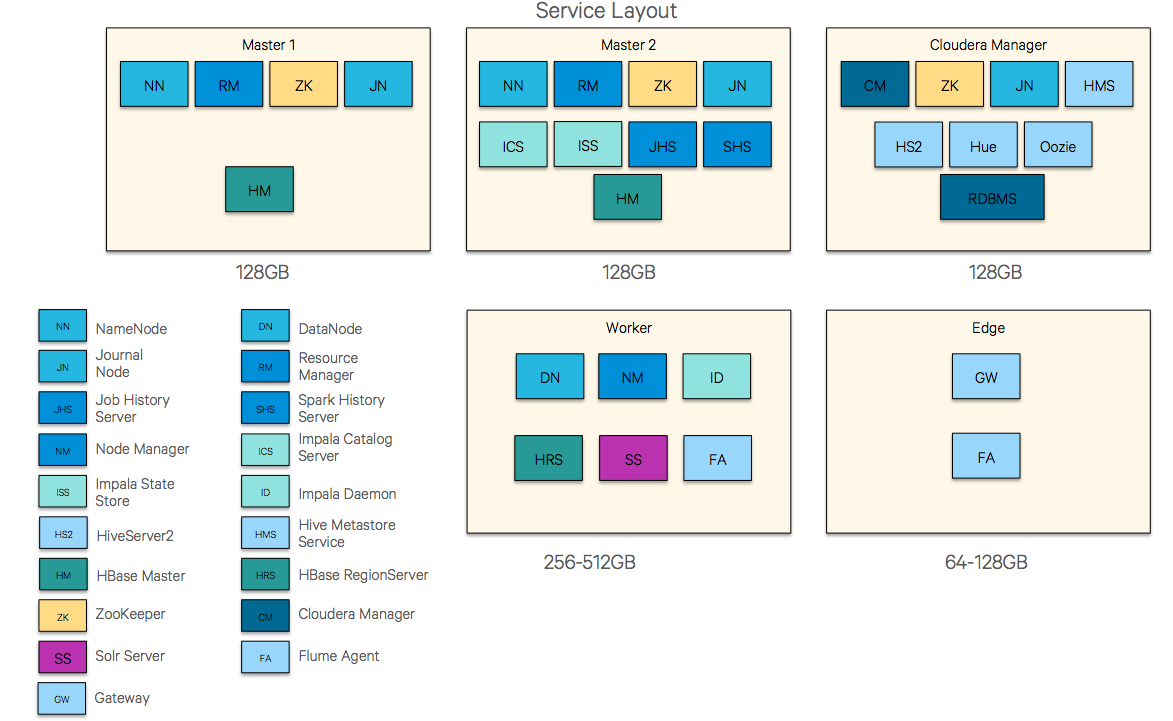 Service Layout
Master 1
NN
RM
ZK
JN
HM
128GB
Master 2
NN
RM
ZK
JN
ICS
ISS
JHS
SHS
HM
128GB
Cloudera Manager
CM
ZK
JN
HMS
HS2
Hue
Oozie
RDBMS
128GB
NN
NameNode
DN
DataNode
JN
Journal
Node
RM
Resource
Manager
JHS
Job History
Server
SHS
Spark History
Server
NM
Node Manager
ICS
Impala Catalog
Server
ISS
Impala State
Store
ID
Impala Daemon
HS2
HiveServer2
HMS
Hive Metastore
Service
HM
HBase Master
HRS
HBase RegionServer
ZK
ZooKeeper
CM
Cloudera Manager
SS
Solr Server
FA
Flume Agent
GW
Gateway
Worker
DN
NM
ID
HRS
SS
FA
256-512GB
Edge
GW
FA
64-128GB